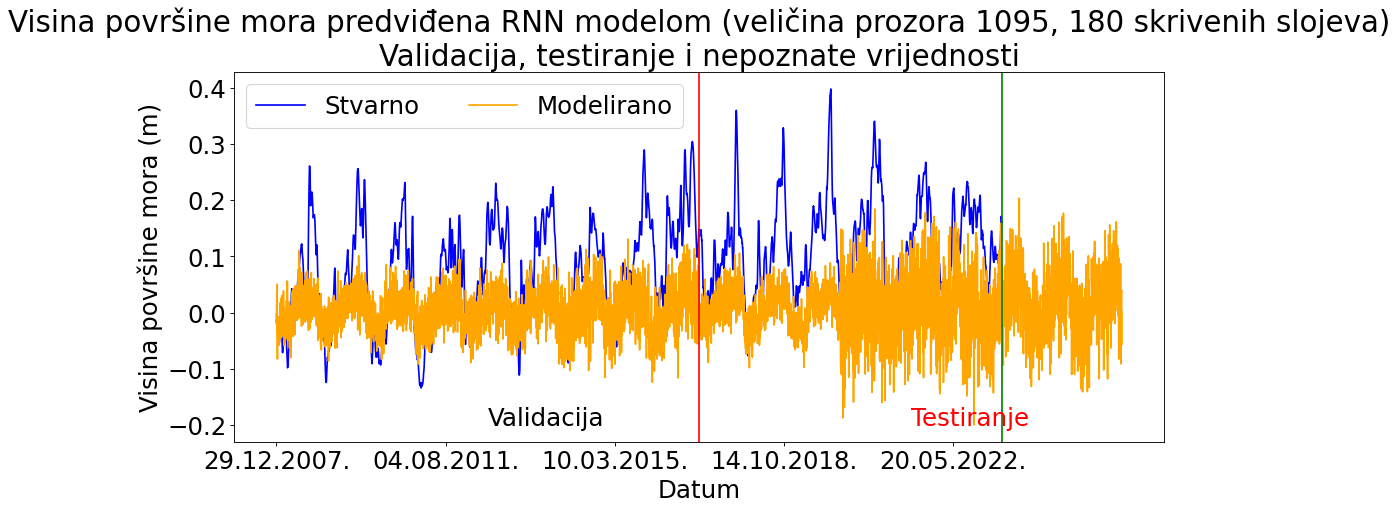 Visina površine mora predviđena RNN modelom (veličina prozora 1095, 180 skrivenih slojeva)
Validacija, testiranje i nepoznate vrijednosti
Stvarno
Modelirano
Visina površine mora (m)
0.4
0.3
0.2
0.1
0.0
−0.1
−0.2
Validacija
Testiranje
29.12.2007.
04.08.2011.
10.03.2015.
14.10.2018.
20.05.2022.
Datum